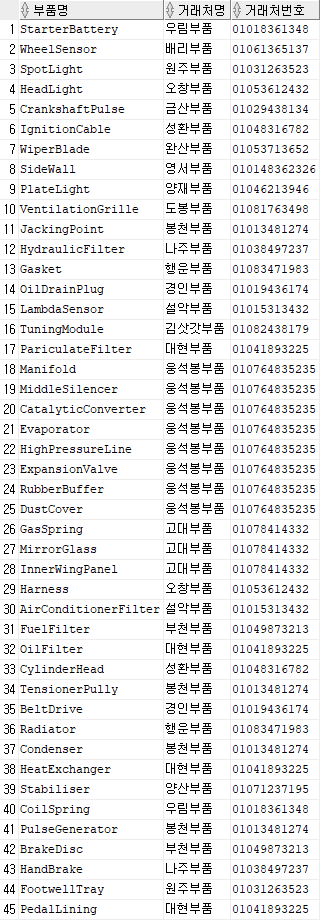 부품명 거래처명 거래처번호
1 StarterBattery 우림부품 01018361348
2 WheelSensor 배리부품 01061365137
3 SpotLight 원주부품 01031263523
4 HeadLight 오창부품 01053612432
5 CrankshaftPulse 금산부품 01029438134
6 IgnitionCable 성환부품 01048316782
7 WiperBlade 완산부품 01053713652
8 SideWall 영서부품 010148362326
9 PlateLight 양재부품 01046213946
10 VentilationGrille 도봉부품 01081763498
11 JackingPoint 봉천부품 01013481274
12 HydraulicFilter 나주부품 01038497237
13 Gasket 행운부품 01083471983
14 OilDrainPlug 경인부품 01019436174
15 LambdaSensor 설악부품 01015313432
16 TuningModule 김삿갓부품 01082438179
17 PariculateFilter 대현부품 01041893225
18 Manifold 웅석봉부품 010764835235
19 MiddleSilencer 웅석봉부품 010764835235
20 CatalyticConverter 웅석봉부품 010764835235
21 Evaporator 웅석봉부품 010764835235
22 HighPressureLine 웅석봉부품 010764835235
23 ExpansionValve 웅석봉부품 010764835235
24 RubberBuffer 웅석봉부품 010764835235
25 DustCover 웅석봉부품 010764835235
26 GasSpring 고대부품 01078414332
27 MirrorGlass 고대부품 01078414332
28 InnerWingPanel 고대부품 01078414332
29 Harness 오창부품 01053612432
30 AirConditionerFilter 설악부품 01015313432
31 FuelFilter 부천부품 01049873213
32 OilFilter 대현부품 01041893225
33 CylinderHead 성환부품 01048316782
34 TensionerPully 봉천부품 01013481274
35 BeltDrive 경인부품 01019436174
36 Radiator 행운부품 01083471983
37 Condenser 봉천부품 01013481274
38 HeatExchanger 대현부품 01041893225
39 Stabiliser 양산부품 01071237195
40 CoilSpring 우림부품 01018361348
41 PulseGenerator 봉천부품 01013481274
42 BrakeDisc 부천부품 01049873213
43 HandBrake 나주부품 01038497237
44 FootwellTray 원주부품 01031263523
45 PedalLining 대현부품 01041893225